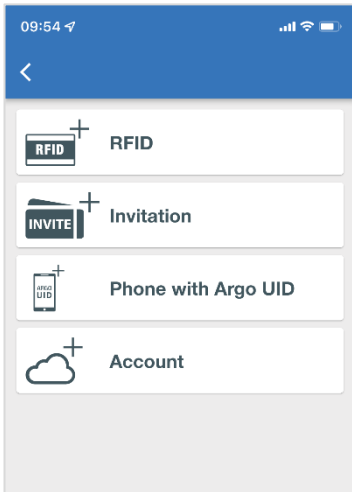 09:54
RFID
RFID
INVITE
Invitation
ARGO
UID
Phone with Argo UID
Account